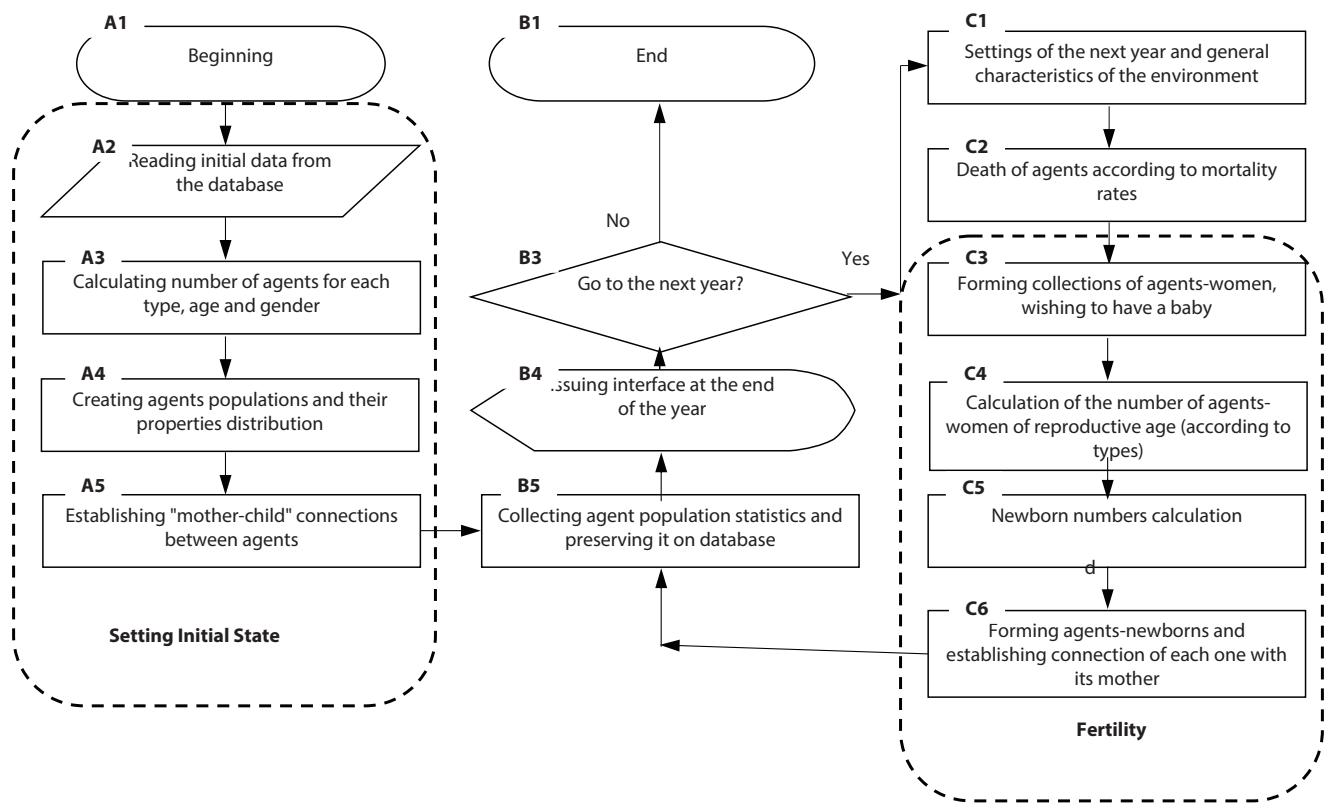 A1
Beginning
A2
Reading initial data from
the database
A3
Calculating number of agents for each
type, age and gender
A4
Creating agents populations and their
properties distribution
A5
Establishing "mother-child" connections
between agents
Setting Initial State
B1
End
No
B3
Go to the next year?
Yes
B4
Issuing interface at the end
of the year
B5
Collecting agent population statistics and
preserving it on database
C1
Settings of the next year and general
characteristics of the environment
C2
Death of agents according to mortality
rates
C3
Forming collections of agents-women,
wishing to have a baby
C4
Calculation of the number of agents-
women of reproductive age (according to
types)
C5
Newborn numbers calculation
d
C6
Forming agents-newborns and
establishing connection of each one with
its mother
Fertility